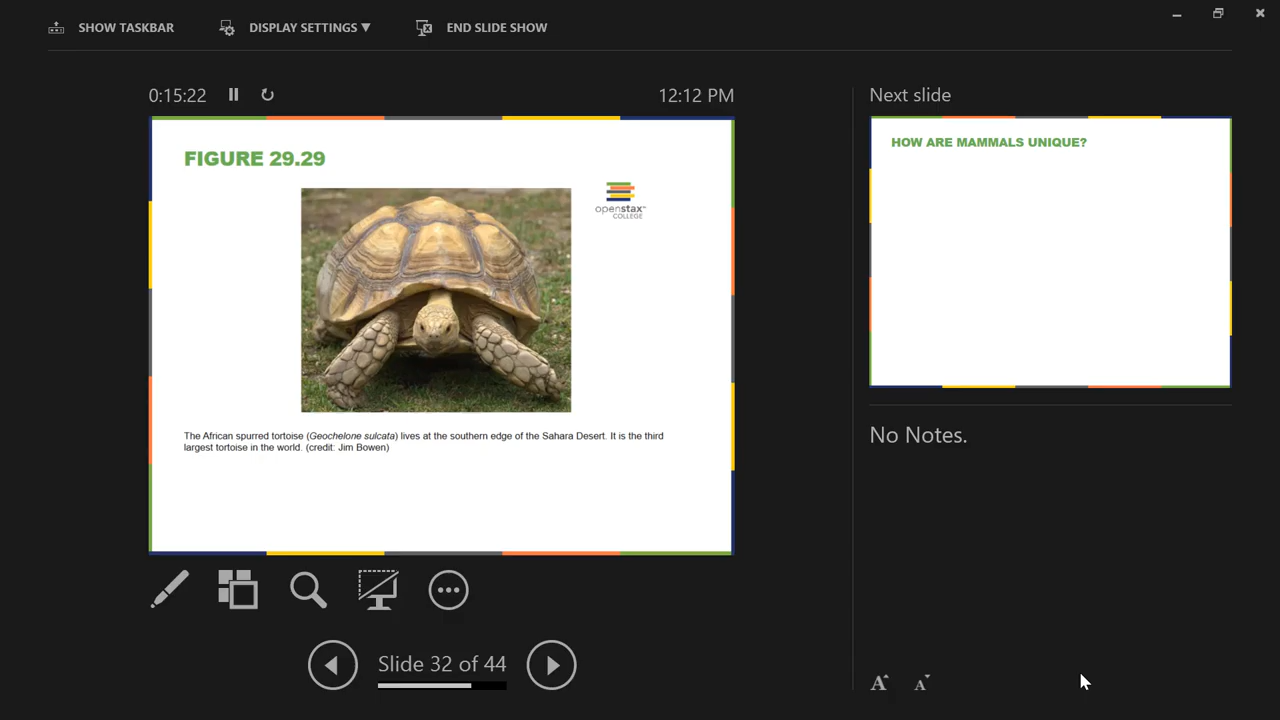 SHOW TASKBAR
DISPLAY SETTINGS ▼
END SLIDE SHOW
0:15:22
12:12 PM
Next slide
FIGURE 29.29
openstax™
COLLEGE
The African spurred tortoise (Geochelone sulcata) lives at the southern edge of the Sahara Desert. It is the third
largest tortoise in the world. (credit: Jim Bowen)
HOW ARE MAMMALS UNIQUE?
No Notes.
Slide 32 of 44
A A